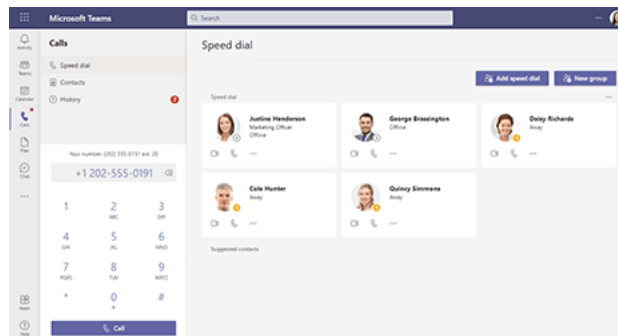 Microsoft Teams
Search
Activity
Teams
Calendar
Calls
Files
Chat
Apps
Help
Calls
Speed dial
Contacts
History
2
Your number: (202) 555-0151 ext. 20
+1 202-555-0191
1
2
ABC
3
DEF
4
GHI
5
JKL
6
MNO
7
PQRS
8
TUV
9
WXYZ
*
0
+
#
Call
Speed dial
Add speed dial
New group
Speed dial
Justine Henderson
Marketing Officer
Offline
George Brassington
Offline
Daisy Richards
Away
Cole Hunter
Away
Quincy Simmons
Away
Suggested contacts